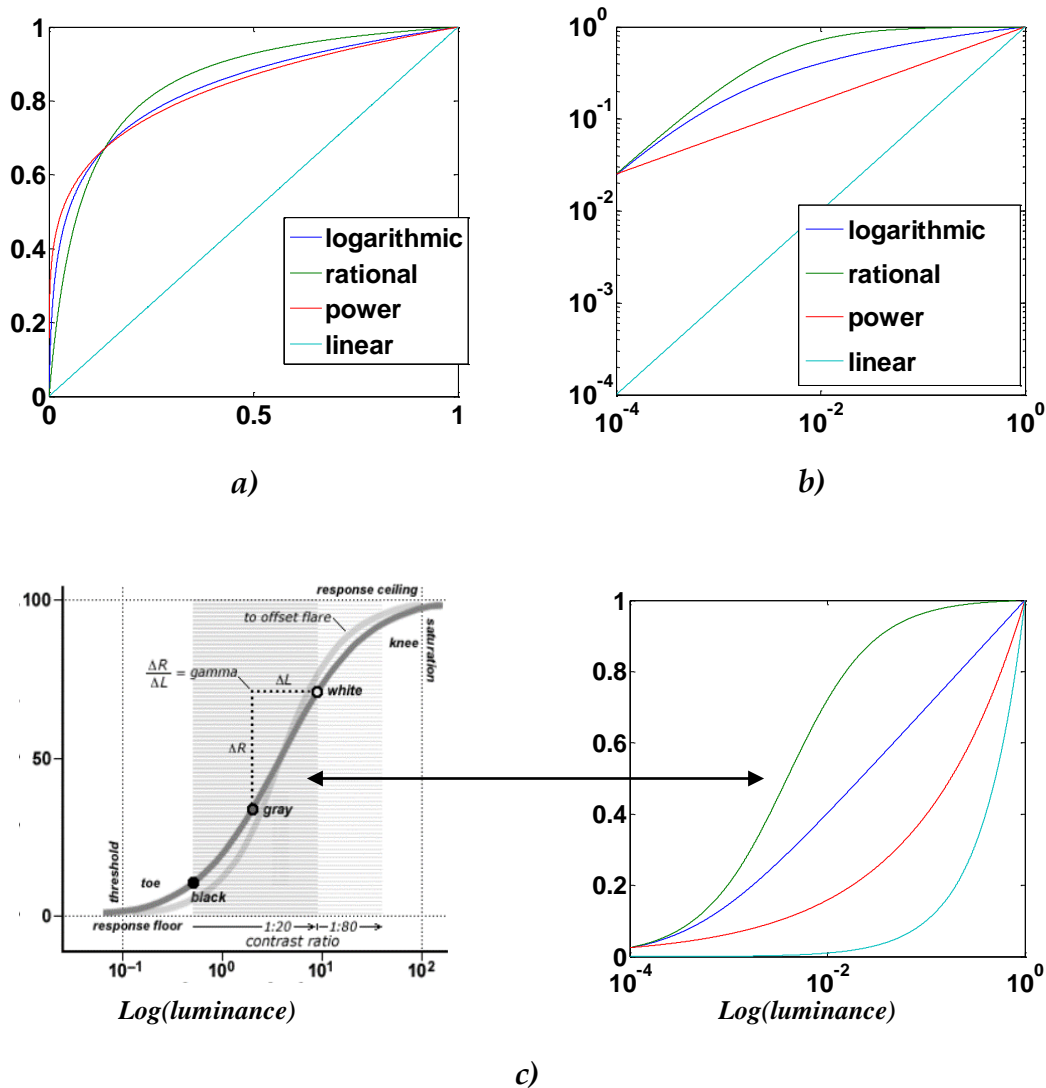 1
0.8
0.6
0.4
0.2
0
0 0.5 1
logarithmic
rational
power
linear
a)
10^0
10^-1
10^-2
10^-3
10^-4
10^-4 10^-2 10^0
logarithmic
rational
power
linear
b)
100
50
0
response ceiling
to offset flare
knee
saturation
ΔR/ΔL = gamma
ΔL
white
ΔR
gray
threshold
toe
black
response floor
1:20 1:80
contrast ratio
10^-1 10^0 10^1 10^2
Log(luminance)
1
0.8
0.6
0.4
0.2
0
10^-4 10^-2 10^0
Log(luminance)
c)